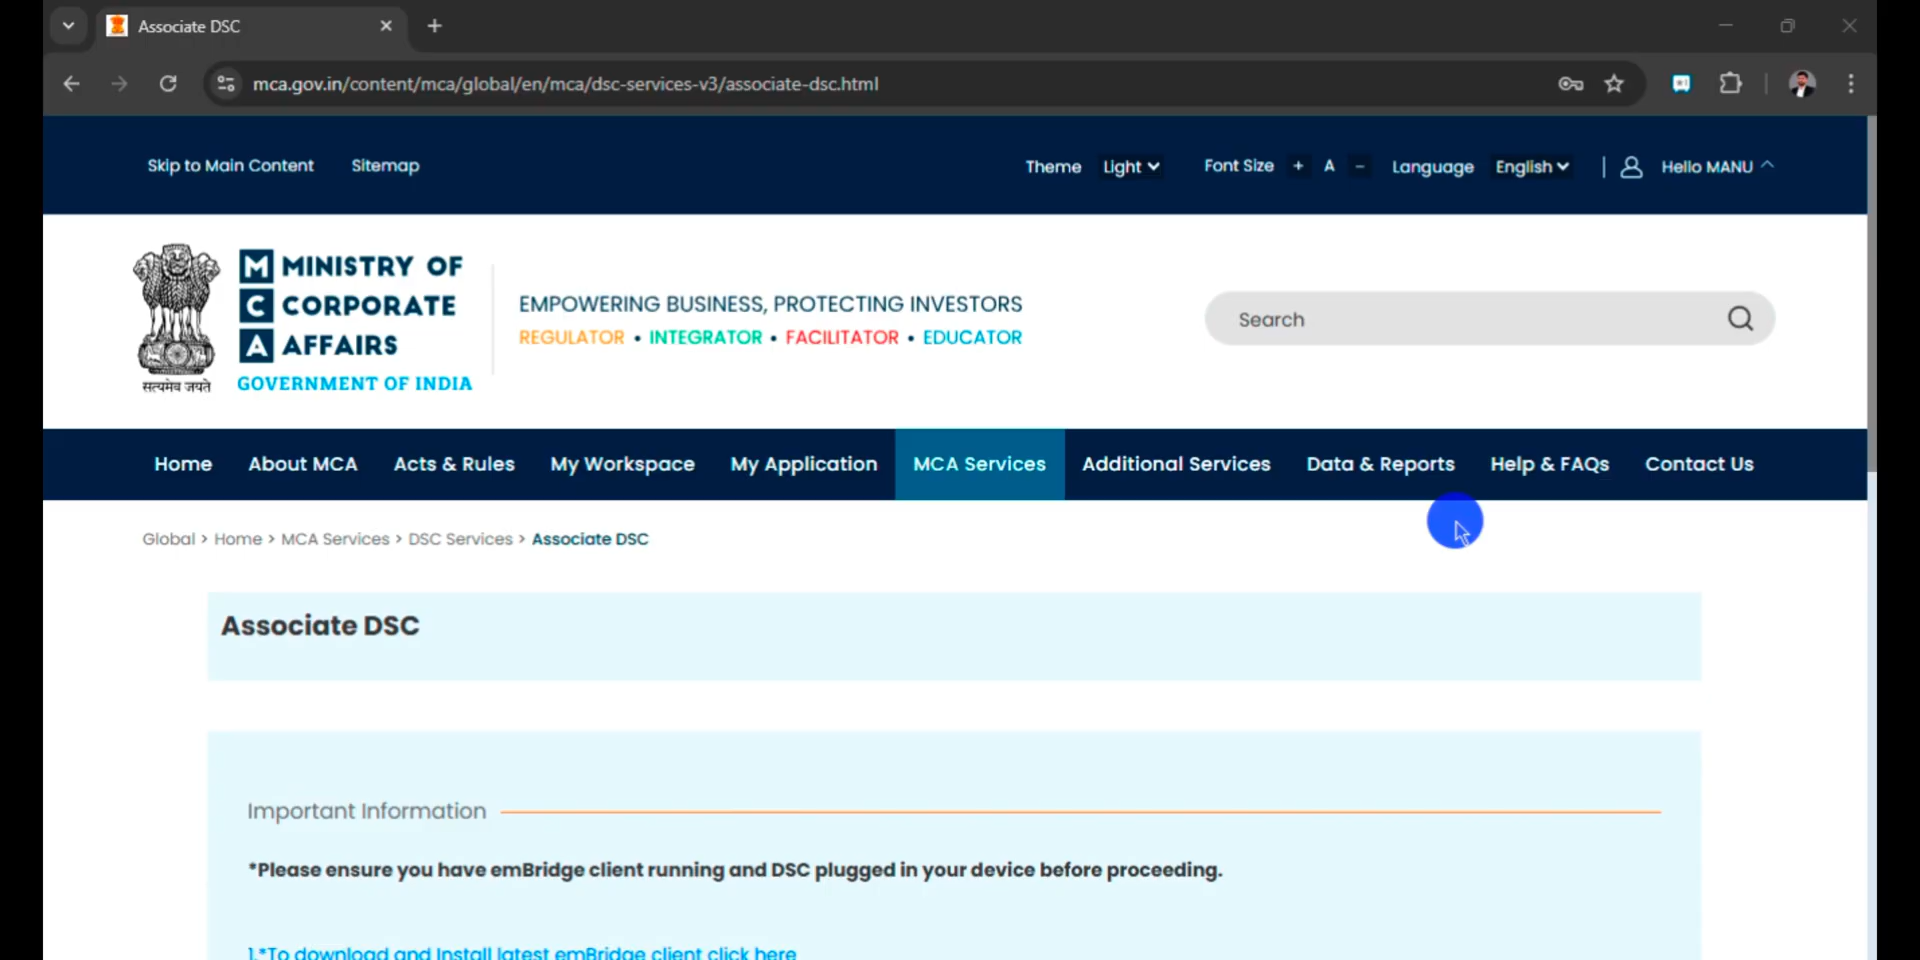 Associate DSC
mca.gov.in/content/mca/global/en/mca/dsc-services-v3/associate-dsc.html
Skip to Main Content Sitemap Theme Light Font Size + A - Language English Hello MANU
सत्यमेव जयते
M MINISTRY OF
C CORPORATE
A AFFAIRS
GOVERNMENT OF INDIA
EMPOWERING BUSINESS, PROTECTING INVESTORS
REGULATOR • INTEGRATOR • FACILITATOR • EDUCATOR
Search
Home About MCA Acts & Rules My Workspace My Application MCA Services Additional Services Data & Reports Help & FAQs Contact Us
Global > Home > MCA Services > DSC Services > Associate DSC
Associate DSC
Important Information
*Please ensure you have emBridge client running and DSC plugged in your device before proceeding.
1.*To download and Install latest emBridge client click here